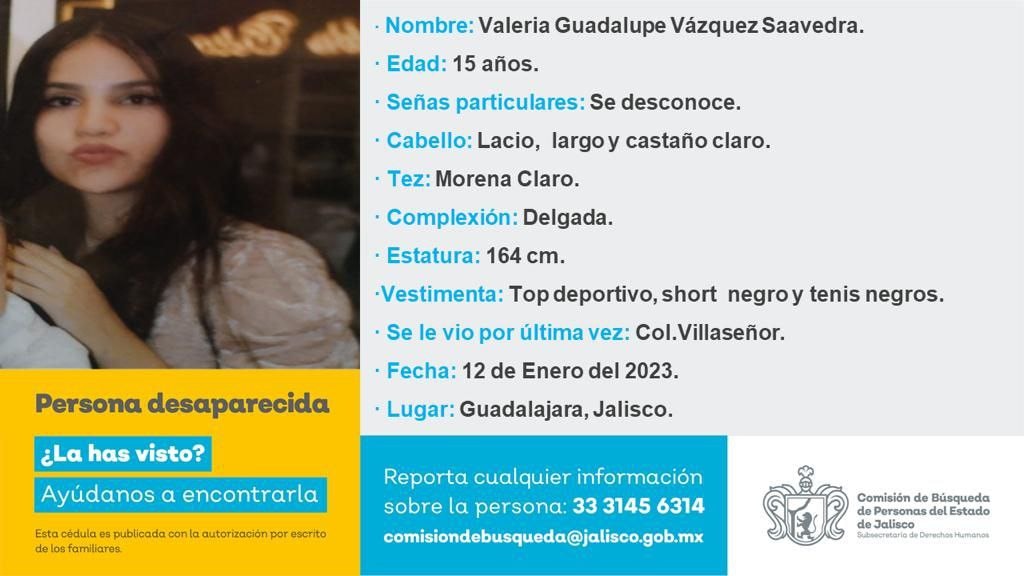 · Nombre: Valeria Guadalupe Vázquez Saavedra.
· Edad: 15 años.
· Señas particulares: Se desconoce.
· Cabello: Lacio, largo y castaño claro.
· Tez: Morena Claro.
· Complexión: Delgada.
· Estatura: 164 cm.
·Vestimenta: Top deportivo, short negro y tenis negros.
· Se le vio por última vez: Col.Villaseñor.
· Fecha: 12 de Enero del 2023.
· Lugar: Guadalajara, Jalisco.
Persona desaparecida
¿La has visto?
Ayúdanos a encontrarla
Esta cédula es publicada con la autorización por escrito
de los familiares.
Reporta cualquier información
sobre la persona: 33 3145 6314
comisiondebusqueda@jalisco.gob.mx
Comisión de Búsqueda
de Personas del Estado
de Jalisco
Subsecretaría de Derechos Humanos